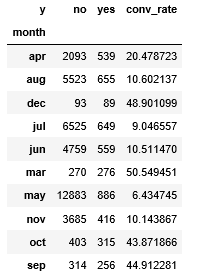 y no yes conv_rate
month
apr 2093 539 20.478723
aug 5523 655 10.602137
dec 93 89 48.901099
jul 6525 649 9.046557
jun 4759 559 10.511470
mar 270 276 50.549451
may 12883 886 6.434745
nov 3685 416 10.143867
oct 403 315 43.871866
sep 314 256 44.912281